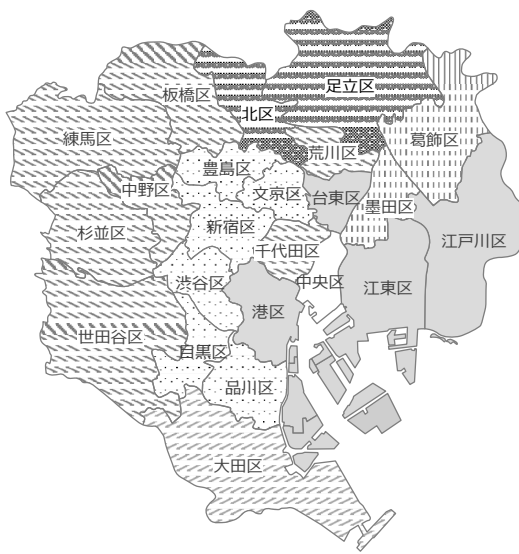 足立区
板橋区
北区
練馬区
葛飾区
荒川区
豊島区
中野区
文京区
台東区
墨田区
杉並区
新宿区
江戸川区
千代田区
渋谷区
中央区
江東区
港区
世田谷区
目黒区
品川区
大田区